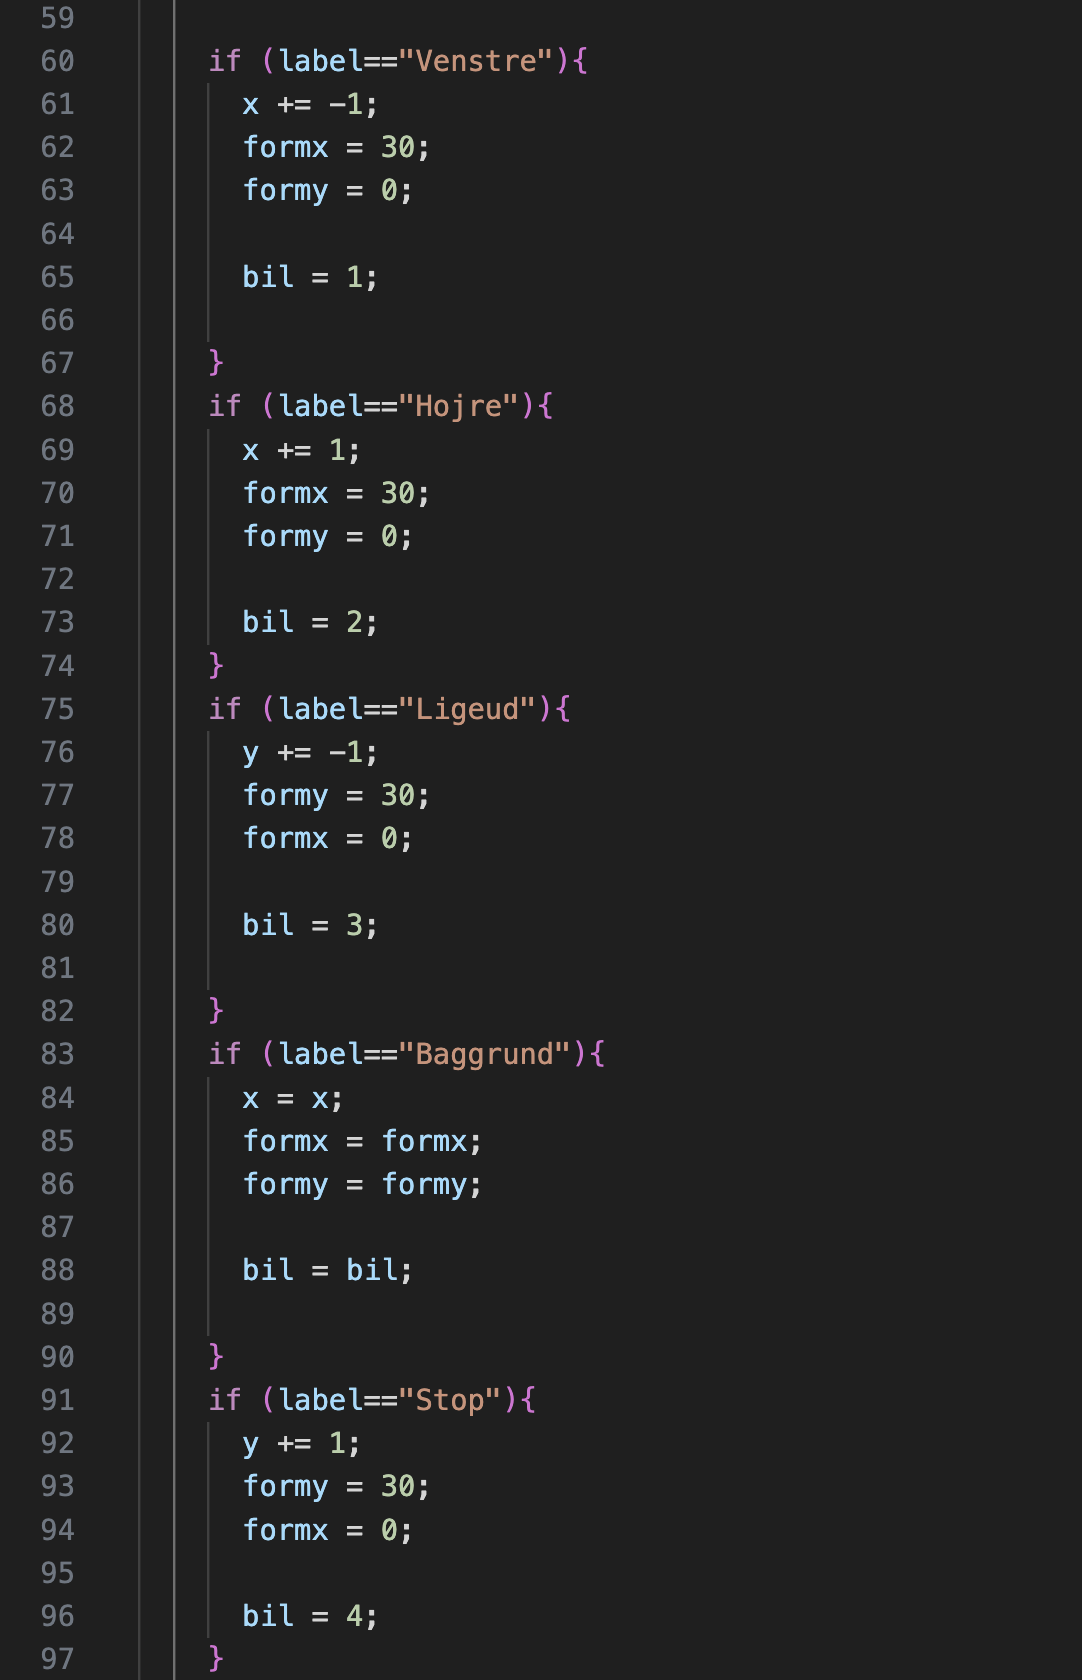 59
60 if (label=="Venstre"){
61 x += -1;
62 formx = 30;
63 formy = 0;
64
65 bil = 1;
66
67 }
68 if (label=="Hojre"){
69 x += 1;
70 formx = 30;
71 formy = 0;
72
73 bil = 2;
74 }
75 if (label=="Ligeud"){
76 y += -1;
77 formy = 30;
78 formx = 0;
79
80 bil = 3;
81
82 }
83 if (label=="Baggrund"){
84 x = x;
85 formx = formx;
86 formy = formy;
87
88 bil = bil;
89
90 }
91 if (label=="Stop"){
92 y += 1;
93 formy = 30;
94 formx = 0;
95
96 bil = 4;
97 }